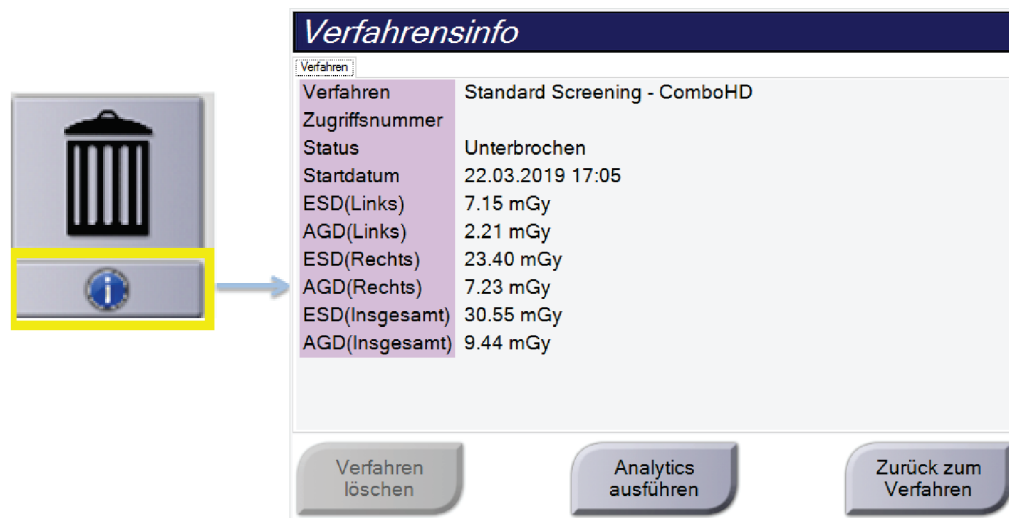 Verfahrensinfo
Verfahren
Verfahren Standard Screening - ComboHD
Zugriffsnummer
Status Unterbrochen
Startdatum 22.03.2019 17:05
ESD(Links) 7.15 mGy
AGD(Links) 2.21 mGy
ESD(Rechts) 23.40 mGy
AGD(Rechts) 7.23 mGy
ESD(Insgesamt) 30.55 mGy
AGD(Insgesamt) 9.44 mGy
Verfahren
löschen
Analytics
ausführen
Zurück zum
Verfahren